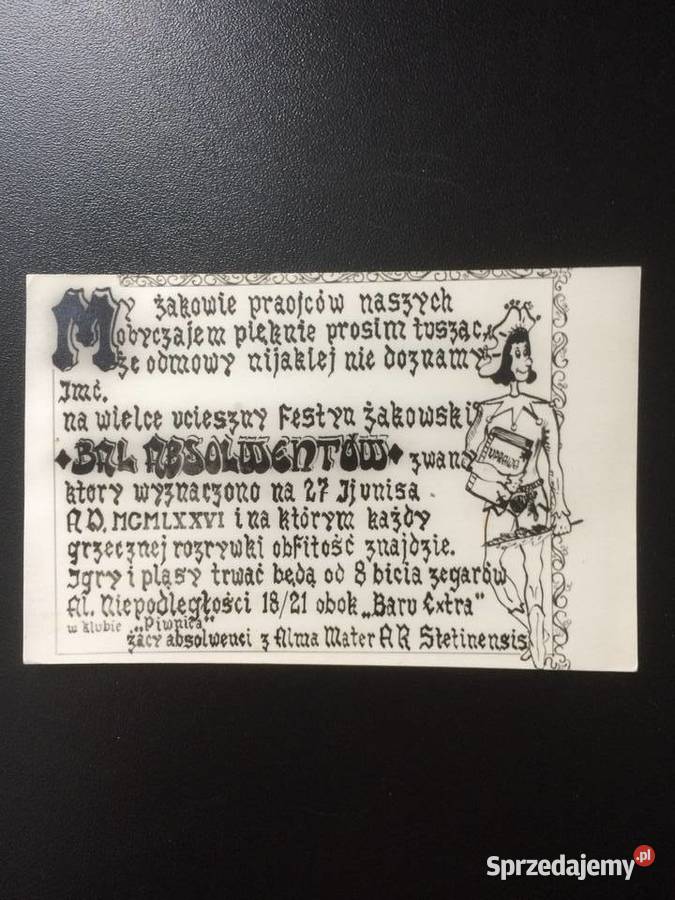 My żakowie praojców naszych
obyczajem pięknie prosim tusząc,
że odmowy nijakiej nie doznamy
Imć.
na wielce ucieszny Festyn Żakowski
BAL ABSOLWENTÓW zwany
który wyznaczono na 27 Ijunisa
A.D. MCMLXXVI i na którym każdy
grzecznej rozrywki obfitość znajdzie.
Igry i pląsy trwać będą od 8 bicia zegarów
Al. Niepodległości 18/21 obok „Baru Extra"
w klubie „Piwnica"
żacy absolwenci z Alma Mater AR Stetinensis
UPRAWA
Sprzedajemy.pl